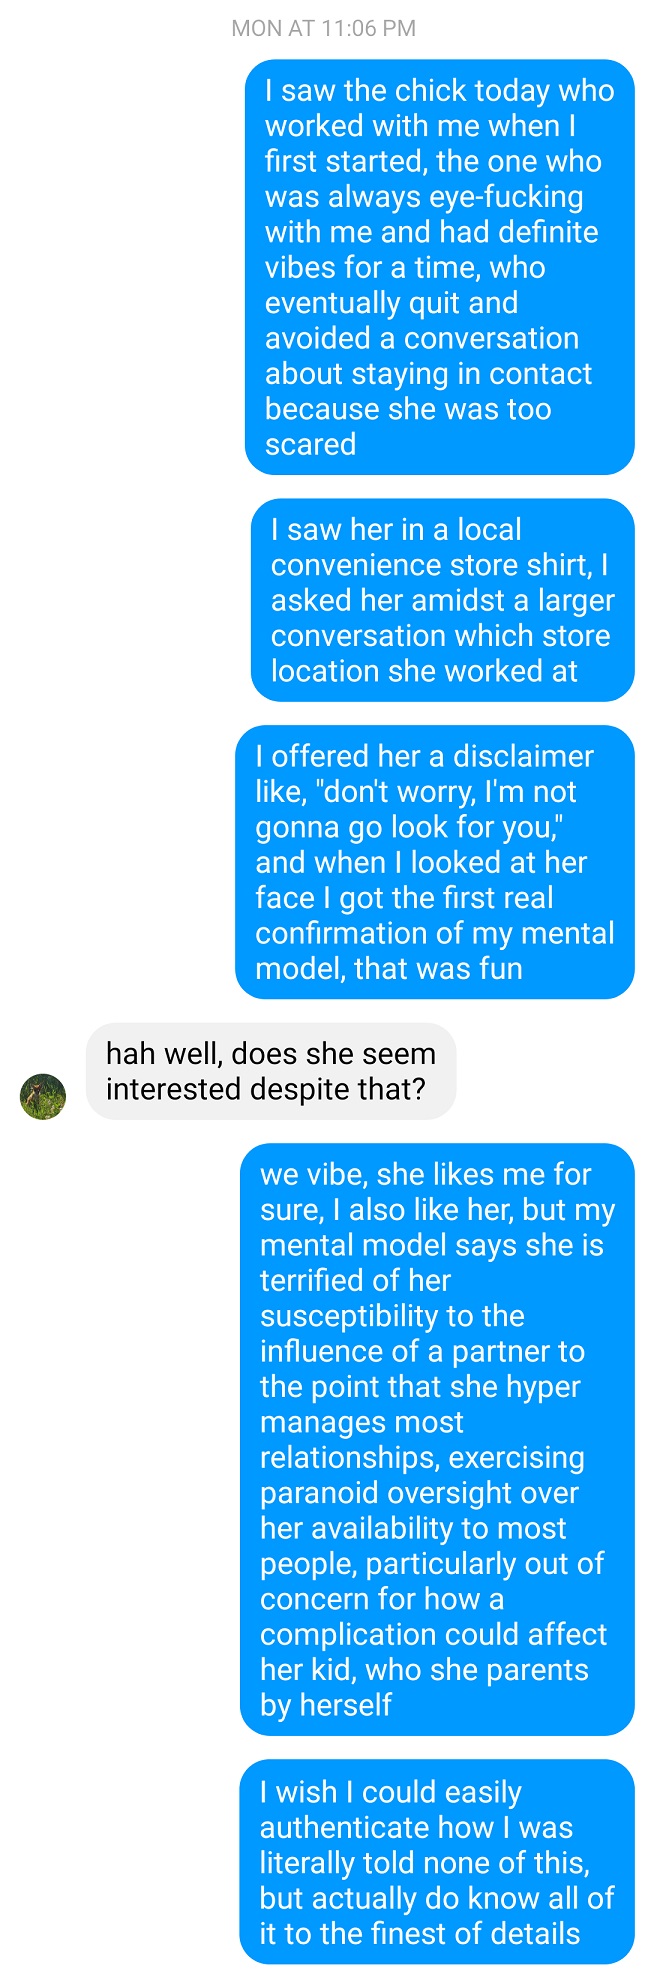 MON AT 11:06 PM
I saw the chick today who
worked with me when I
first started, the one who
was always eye-fucking
with me and had definite
vibes for a time, who
eventually quit and
avoided a conversation
about staying in contact
because she was too
scared
I saw her in a local
convenience store shirt, I
asked her amidst a larger
conversation which store
location she worked at
I offered her a disclaimer
like, "don't worry, I'm not
gonna go look for you,"
and when I looked at her
face I got the first real
confirmation of my mental
model, that was fun
hah well, does she seem
interested despite that?
we vibe, she likes me for
sure, I also like her, but my
mental model says she is
terrified of her
susceptibility to the
influence of a partner to
the point that she hyper
manages most
relationships, exercising
paranoid oversight over
her availability to most
people, particularly out of
concern for how a
complication could affect
her kid, who she parents
by herself
I wish I could easily
authenticate how I was
literally told none of this,
but actually do know all of
it to the finest of details